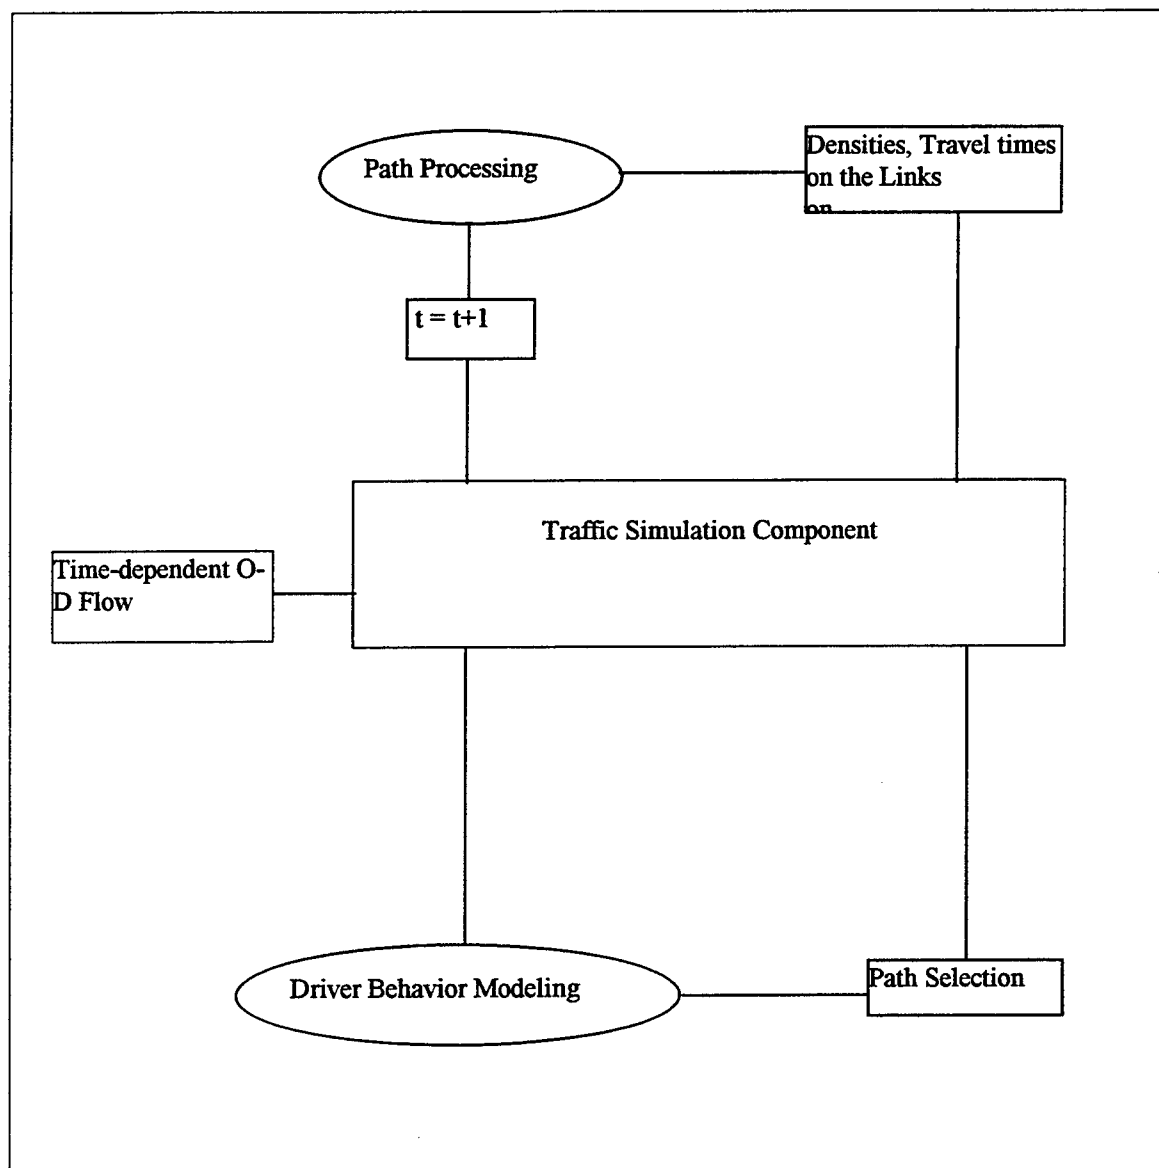 Path Processing
Densities, Travel times
on the Links
on
t = t+1
Traffic Simulation Component
Time-dependent O-
D Flow
Driver Behavior Modeling
Path Selection